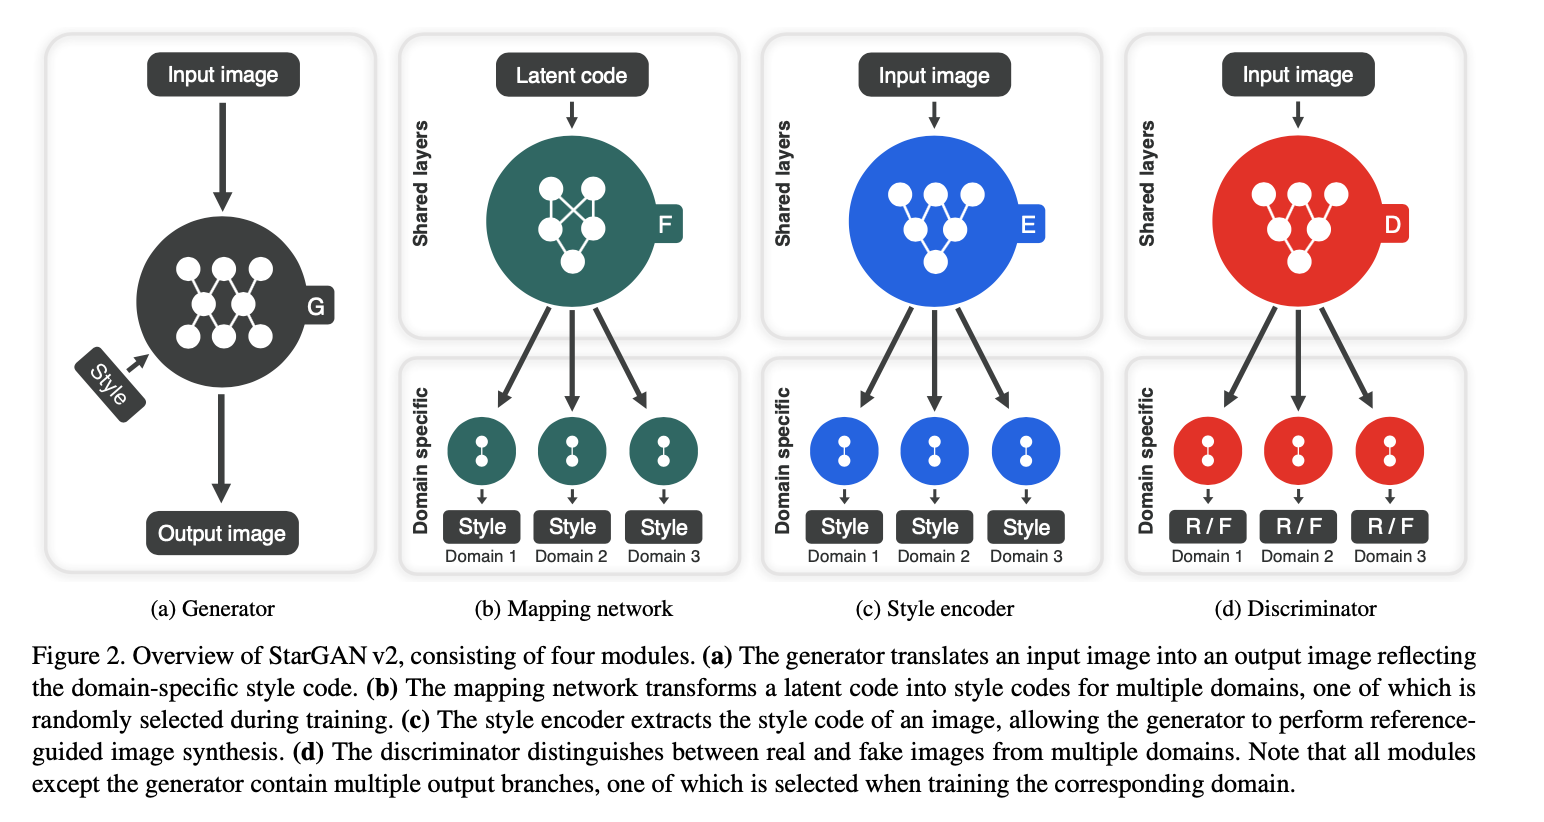 Input image
G
Style
Output image
(a) Generator
Latent code
Shared layers
F
Domain specific
Style Style Style
Domain 1 Domain 2 Domain 3
(b) Mapping network
Input image
Shared layers
E
Domain specific
Style Style Style
Domain 1 Domain 2 Domain 3
(c) Style encoder
Input image
Shared layers
D
Domain specific
R / F R / F R / F
Domain 1 Domain 2 Domain 3
(d) Discriminator
Figure 2. Overview of StarGAN v2, consisting of four modules. (a) The generator translates an input image into an output image reflecting
the domain-specific style code. (b) The mapping network transforms a latent code into style codes for multiple domains, one of which is
randomly selected during training. (c) The style encoder extracts the style code of an image, allowing the generator to perform reference-
guided image synthesis. (d) The discriminator distinguishes between real and fake images from multiple domains. Note that all modules
except the generator contain multiple output branches, one of which is selected when training the corresponding domain.